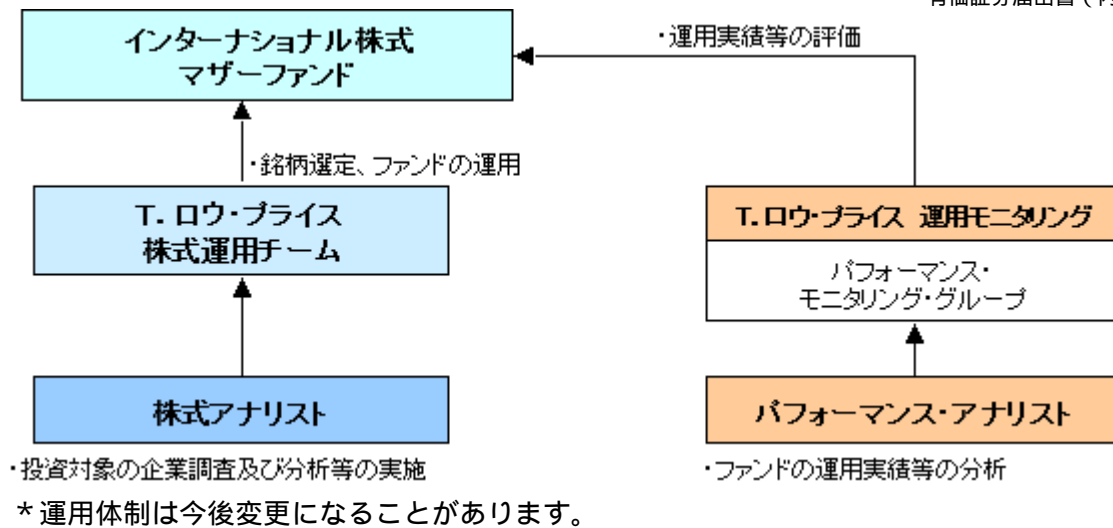 有価証券届出書
インターナショナル株式
マザーファンド
・運用実績等の評価
・銘柄選定、ファンドの運用
T. ロウ・プライス
株式運用チーム
T. ロウ・プライス 運用モニタリング
パフォーマンス・
モニタリング・グループ
株式アナリスト
パフォーマンス・アナリスト
・投資対象の企業調査及び分析等の実施
・ファンドの運用実績等の分析
＊運用体制は今後変更になることがあります。